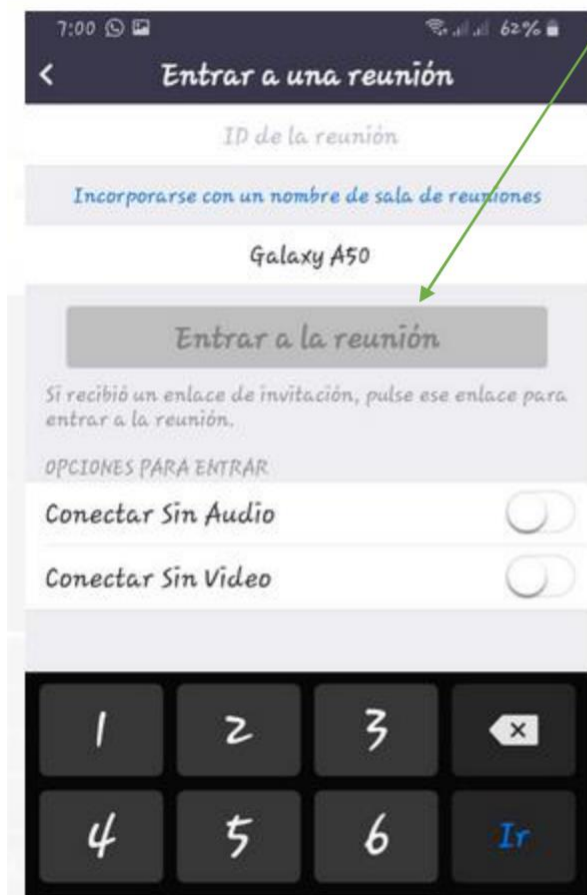 7:00 62%
Entrar a una reunión
ID de la reunión
Incorporarse con un nombre de sala de reuniones
Galaxy A50
Entrar a la reunión
Si recibió un enlace de invitación, pulse ese enlace para
entrar a la reunión.
OPCIONES PARA ENTRAR
Conectar Sin Audio
Conectar Sin Video
1 2 3
4 5 6 Ir